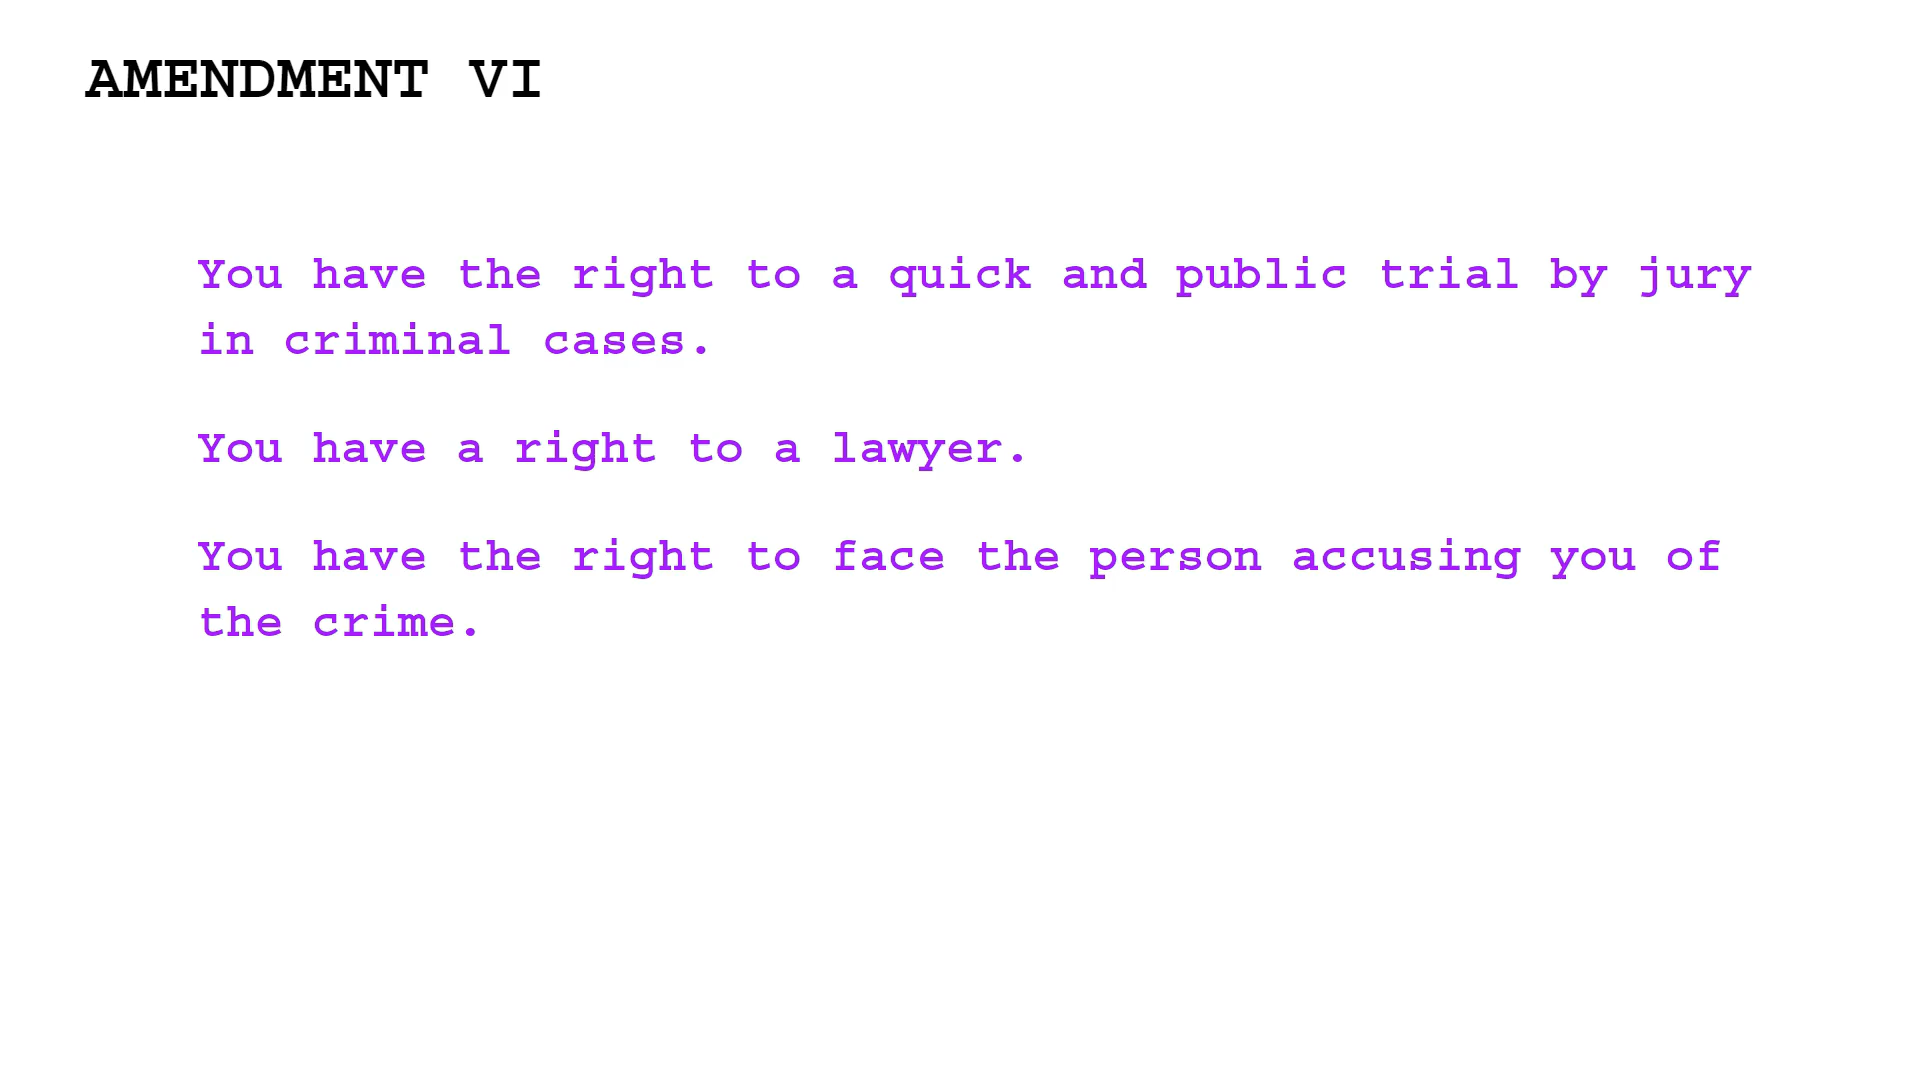 AMENDMENT VI
You have the right to a quick and public trial by jury
in criminal cases.
You have a right to a lawyer.
You have the right to face the person accusing you of
the crime.